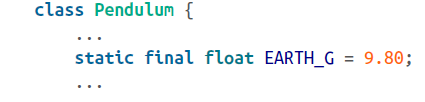 class Pendulum {
...
static final float EARTH_G = 9.80;
...